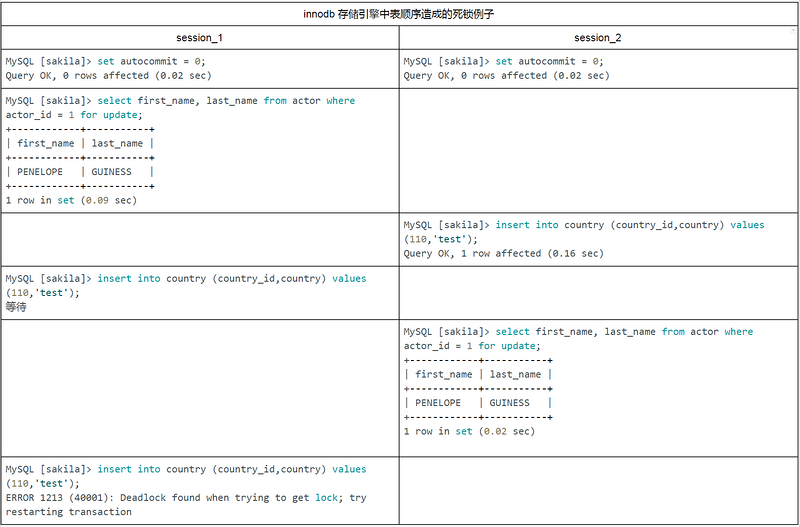 innodb 存储引擎中表顺序造成的死锁例子
session_1
session_2
MySQL [sakila]> set autocommit = 0;
Query OK, 0 rows affected (0.02 sec)
MySQL [sakila]> set autocommit = 0;
Query OK, 0 rows affected (0.02 sec)
MySQL [sakila]> select first_name, last_name from actor where
actor_id = 1 for update;
+------------+-----------+
| first_name | last_name |
+------------+-----------+
| PENELOPE   | GUINESS   |
+------------+-----------+
1 row in set (0.09 sec)
MySQL [sakila]> insert into country (country_id,country) values
(110,'test');
Query OK, 1 row affected (0.16 sec)
MySQL [sakila]> insert into country (country_id,country) values
(110,'test');
等待
MySQL [sakila]> select first_name, last_name from actor where
actor_id = 1 for update;
+------------+-----------+
| first_name | last_name |
+------------+-----------+
| PENELOPE   | GUINESS   |
+------------+-----------+
1 row in set (0.02 sec)
MySQL [sakila]> insert into country (country_id,country) values
(110,'test');
ERROR 1213 (40001): Deadlock found when trying to get lock; try
restarting transaction